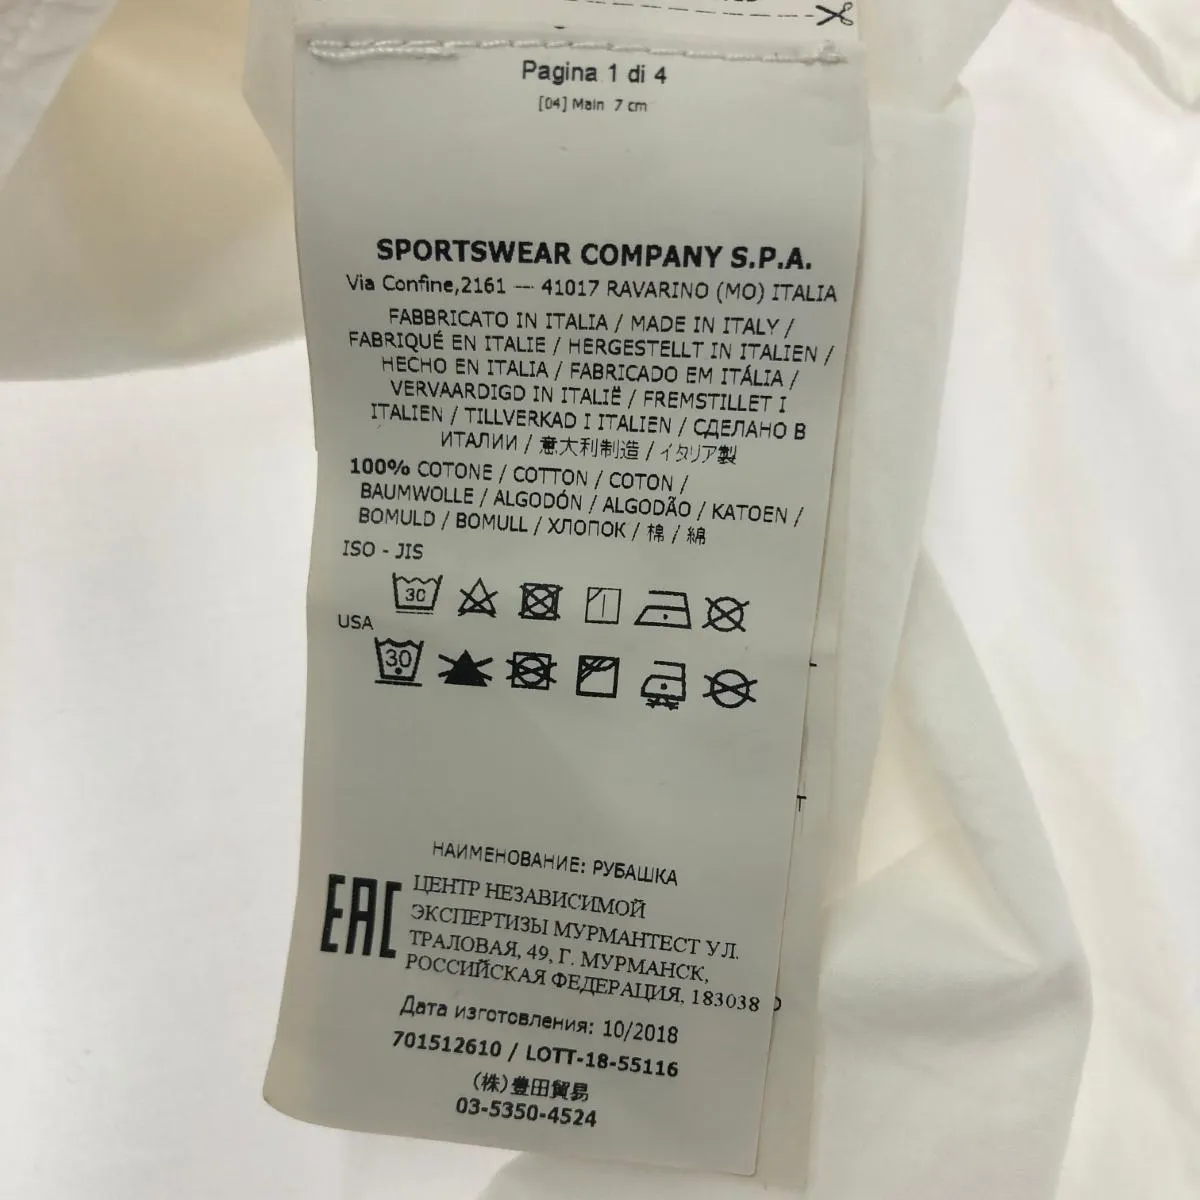 Pagina 1 di 4
[04] Main 7 cm
SPORTSWEAR COMPANY S.P.A.
Via Confine,2161 — 41017 RAVARINO (MO) ITALIA
FABBRICATO IN ITALIA / MADE IN ITALY /
FABRIQUÉ EN ITALIE / HERGESTELLT IN ITALIEN /
HECHO EN ITALIA / FABRICADO EM ITÁLIA /
VERVAARDIGD IN ITALIË / FREMSTILLET I
ITALIEN / TILLVERKAD I ITALIEN / СДЕЛАНО В
ИТАЛИИ / 意大利制造 / イタリア製
100% COTONE / COTTON / COTON /
BAUMWOLLE / ALGODÓN / ALGODÃO / KATOEN /
BOMULD / BOMULL / ХЛОПОК / 棉 / 綿
ISO - JIS
30
USA
30
НАИМЕНОВАНИЕ: РУБАШКА
EAC
ЦЕНТР НЕЗАВИСИМОЙ
ЭКСПЕРТИЗЫ МУРМАНТЕСТ УЛ.
ТРАЛОВАЯ, 49, Г. МУРМАНСК,
РОССИЙСКАЯ ФЕДЕРАЦИЯ, 183038
Дата изготовления: 10/2018
701512610 / LOTT-18-55116
(株)豊田貿易
03-5350-4524